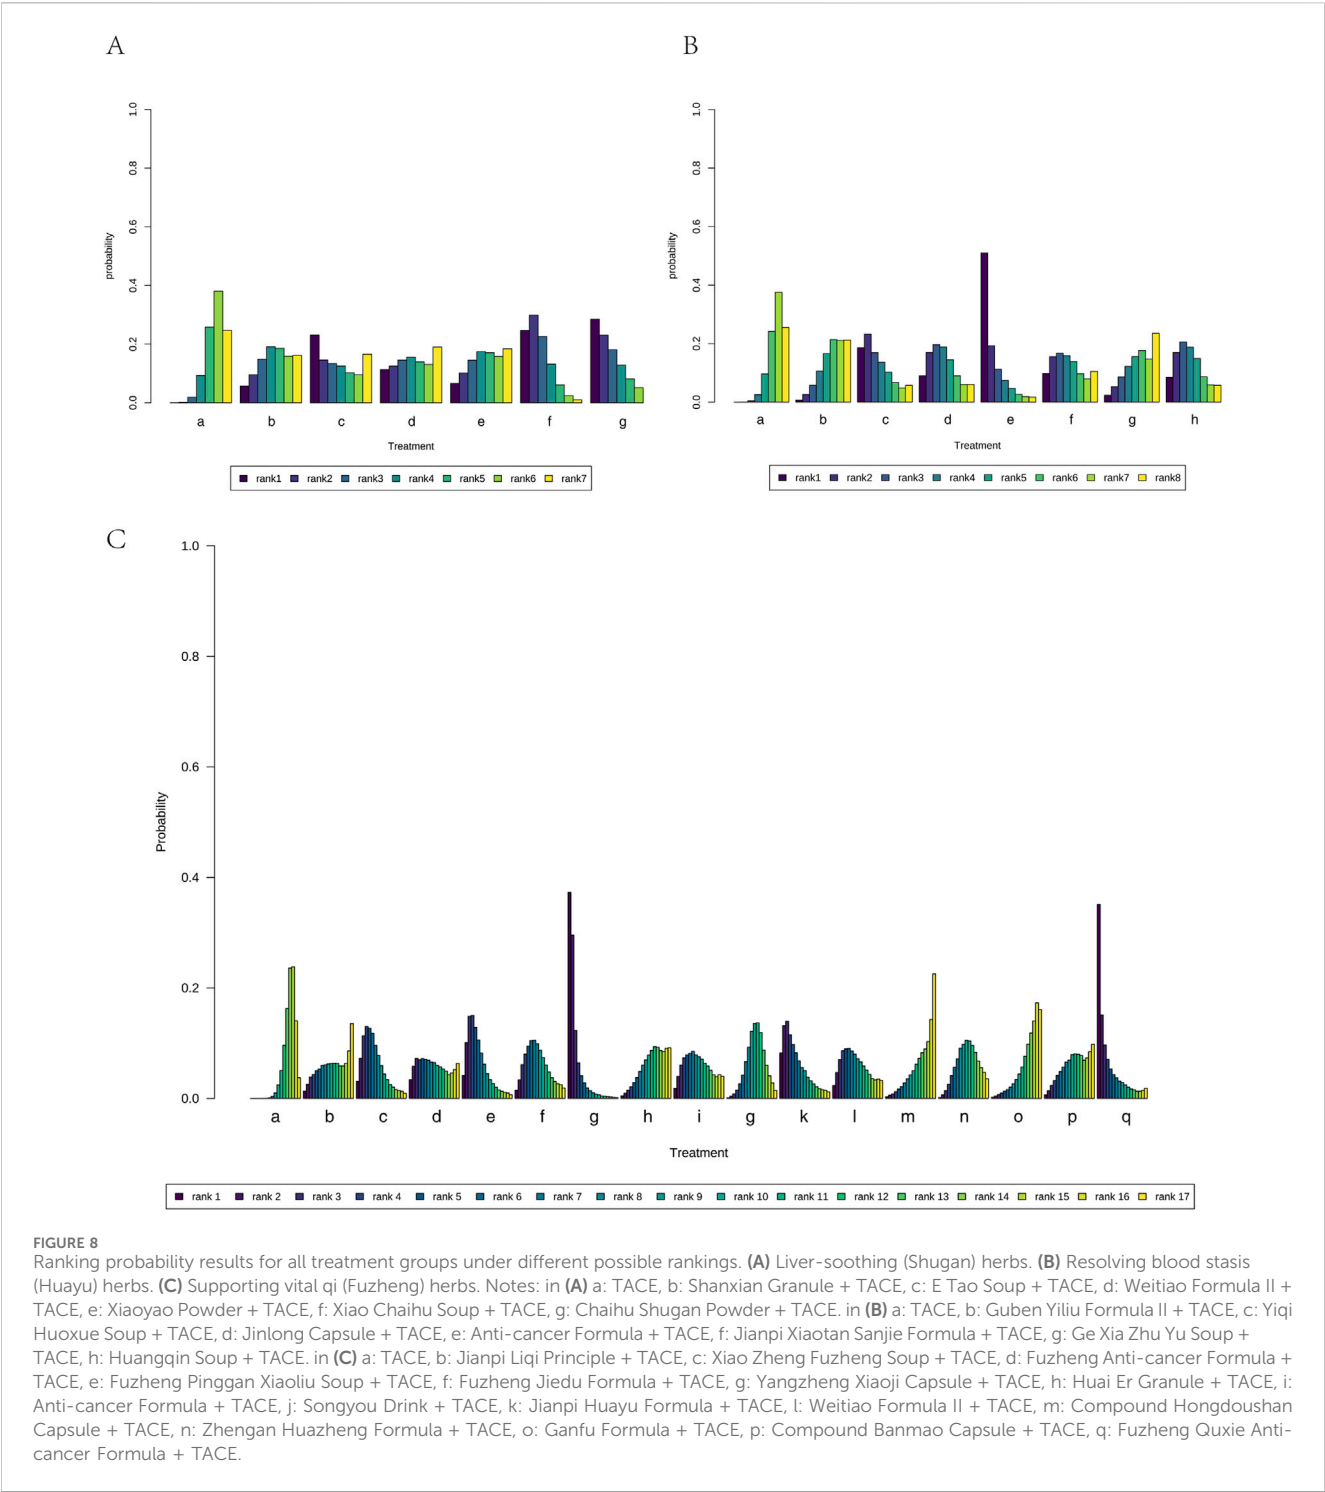 A
B
1.0
0.8
0.6
0.4
0.2
0.0
probability
a b c d e f g
Treatment
rank1 rank2 rank3 rank4 rank5 rank6 rank7
1.0
0.8
0.6
0.4
0.2
0.0
probability
a b c d e f g h
Treatment
rank1 rank2 rank3 rank4 rank5 rank6 rank7 rank8
C
1.0
0.8
0.6
0.4
0.2
0.0
Probability
a b c d e f g h i g k l m n o p q
Treatment
rank 1 rank 2 rank 3 rank 4 rank 5 rank 6 rank 7 rank 8 rank 9 rank 10 rank 11 rank 12 rank 13 rank 14 rank 15 rank 16 rank 17
FIGURE 8
Ranking probability results for all treatment groups under different possible rankings. (A) Liver-soothing (Shugan) herbs. (B) Resolving blood stasis
(Huayu) herbs. (C) Supporting vital qi (Fuzheng) herbs. Notes: in (A) a: TACE, b: Shanxian Granule + TACE, c: E Tao Soup + TACE, d: Weitiao Formula II +
TACE, e: Xiaoyao Powder + TACE, f: Xiao Chaihu Soup + TACE, g: Chaihu Shugan Powder + TACE. in (B) a: TACE, b: Guben Yiliu Formula II + TACE, c: Yiqi
Huoxue Soup + TACE, d: Jinlong Capsule + TACE, e: Anti-cancer Formula + TACE, f: Jianpi Xiaotan Sanjie Formula + TACE, g: Ge Xia Zhu Yu Soup +
TACE, h: Huangqin Soup + TACE. in (C) a: TACE, b: Jianpi Liqi Principle + TACE, c: Xiao Zheng Fuzheng Soup + TACE, d: Fuzheng Anti-cancer Formula +
TACE, e: Fuzheng Pinggan Xiaoliu Soup + TACE, f: Fuzheng Jiedu Formula + TACE, g: Yangzheng Xiaoji Capsule + TACE, h: Huai Er Granule + TACE, i:
Anti-cancer Formula + TACE, j: Songyou Drink + TACE, k: Jianpi Huayu Formula + TACE, l: Weitiao Formula II + TACE, m: Compound Hongdoushan
Capsule + TACE, n: Zhengan Huazheng Formula + TACE, o: Ganfu Formula + TACE, p: Compound Banmao Capsule + TACE, q: Fuzheng Quxie Anti-
cancer Formula + TACE.